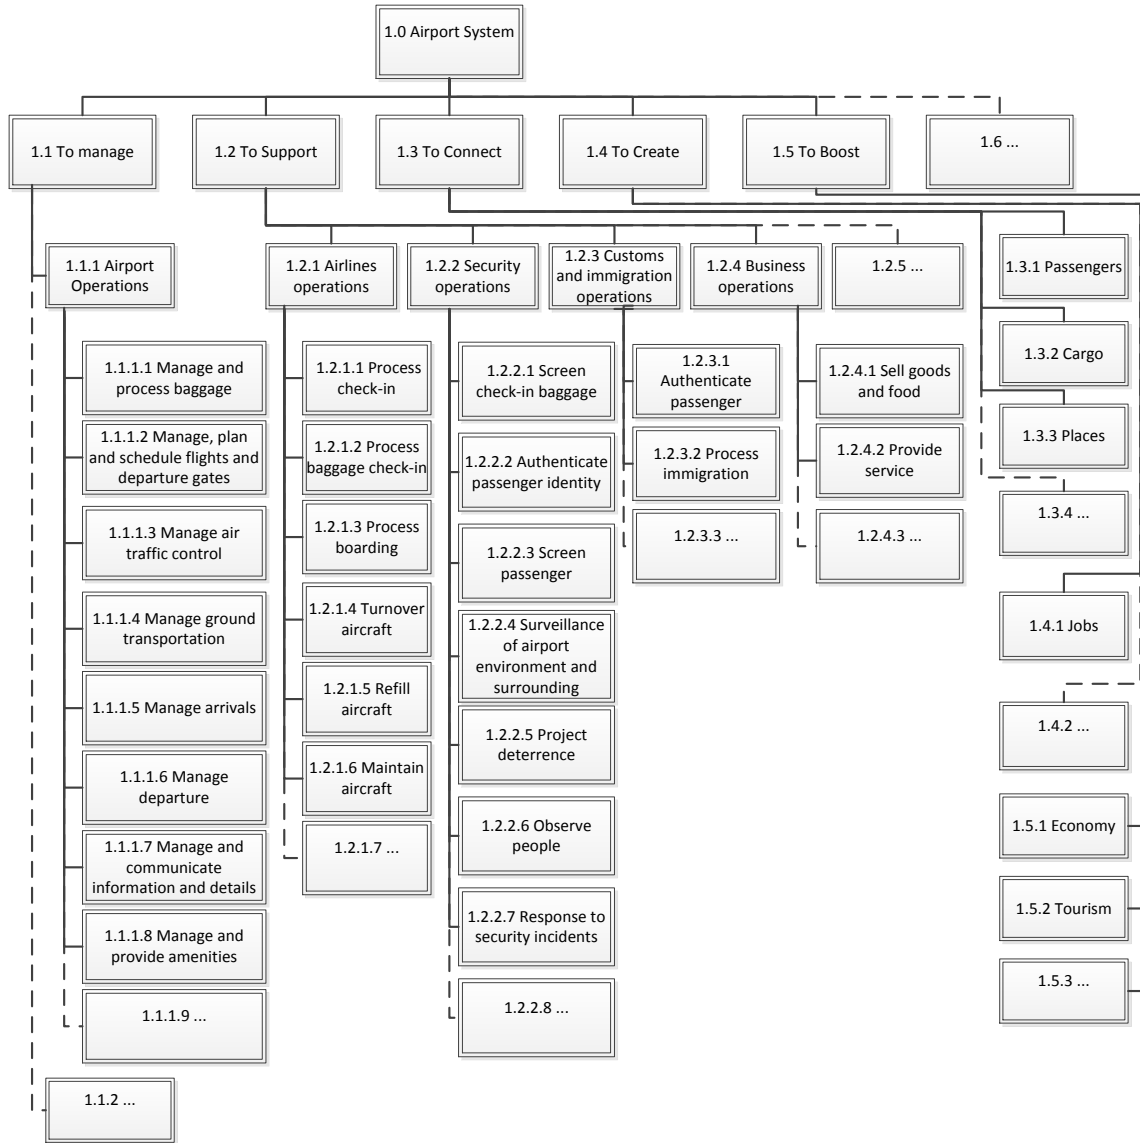 1.0 Airport System
1.1 To manage
1.2 To Support
1.3 To Connect
1.4 To Create
1.5 To Boost
1.6 ...
1.1.1 Airport
Operations
1.1.1.1 Manage and
process baggage
1.1.1.2 Manage, plan
and schedule flights and
departure gates
1.1.1.3 Manage air
traffic control
1.1.1.4 Manage ground
transportation
1.1.1.5 Manage arrivals
1.1.1.6 Manage
departure
1.1.1.7 Manage and
communicate
information and details
1.1.1.8 Manage and
provide amenities
1.1.1.9 ...
1.1.2 ...
1.2.1 Airlines
operations
1.2.1.1 Process
check-in
1.2.1.2 Process
baggage check-in
1.2.1.3 Process
boarding
1.2.1.4 Turnover
aircraft
1.2.1.5 Refill
aircraft
1.2.1.6 Maintain
aircraft
1.2.1.7 ...
1.2.2 Security
operations
1.2.2.1 Screen
check-in baggage
1.2.2.2 Authenticate
passenger identity
1.2.2.3 Screen
passenger
1.2.2.4 Surveillance
of airport
environment and
surrounding
1.2.2.5 Project
deterrence
1.2.2.6 Observe
people
1.2.2.7 Response to
security incidents
1.2.2.8 ...
1.2.3 Customs
and immigration
operations
1.2.3.1
Authenticate
passenger
1.2.3.2 Process
immigration
1.2.3.3 ...
1.2.4 Business
operations
1.2.4.1 Sell goods
and food
1.2.4.2 Provide
service
1.2.4.3 ...
1.2.5 ...
1.3.1 Passengers
1.3.2 Cargo
1.3.3 Places
1.3.4 ...
1.4.1 Jobs
1.4.2 ...
1.5.1 Economy
1.5.2 Tourism
1.5.3 ...